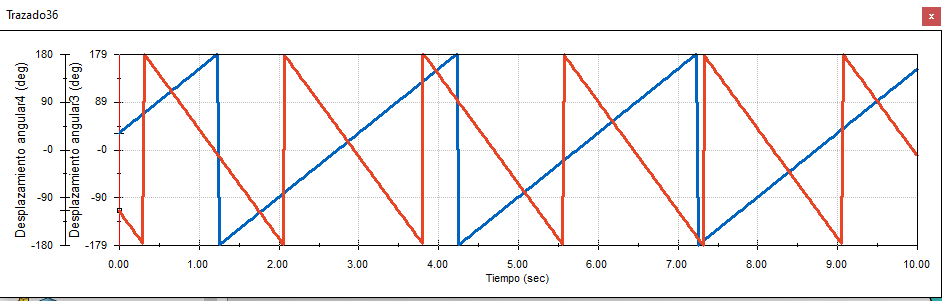 Trazado36
x
Desplazamiento angular4 (deg)
180
90
-0
-90
-180
Desplazamiento angular3 (deg)
179
89
-0
-90
-179
0.00 1.00 2.00 3.00 4.00 5.00 6.00 7.00 8.00 9.00 10.00
Tiempo (sec)